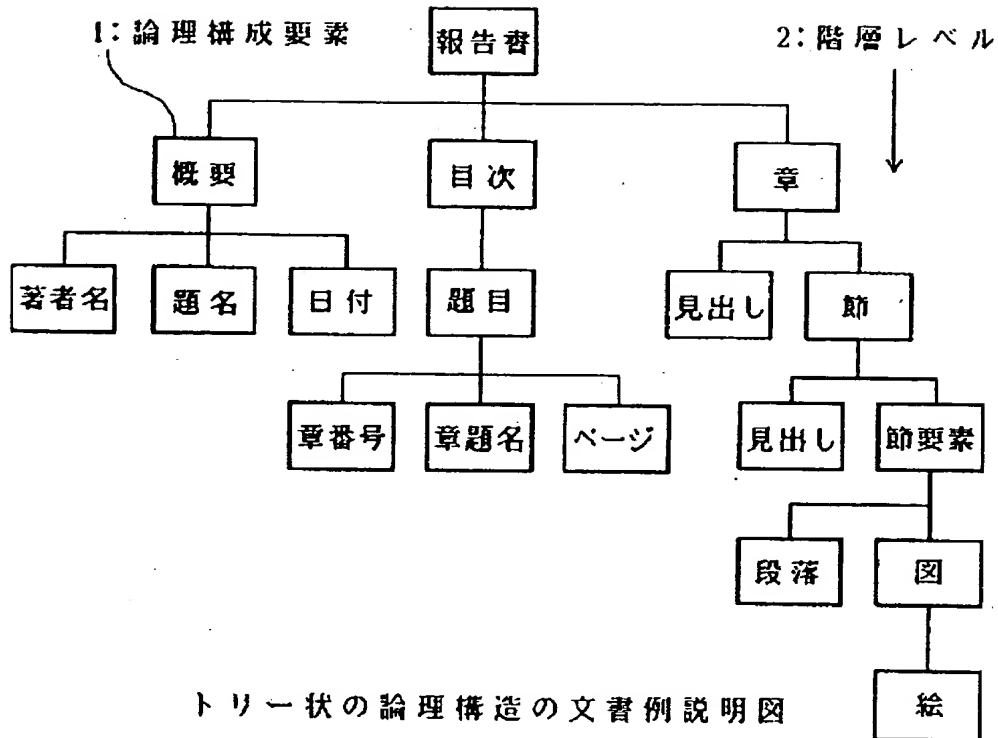 1:論理構成要素
報告書
2:階層レベル
概要
目次
章
著者名
題名
日付
題目
見出し
節
章番号
章題名
ページ
見出し
節要素
段落
図
絵
トリー状の論理構造の文書例説明図